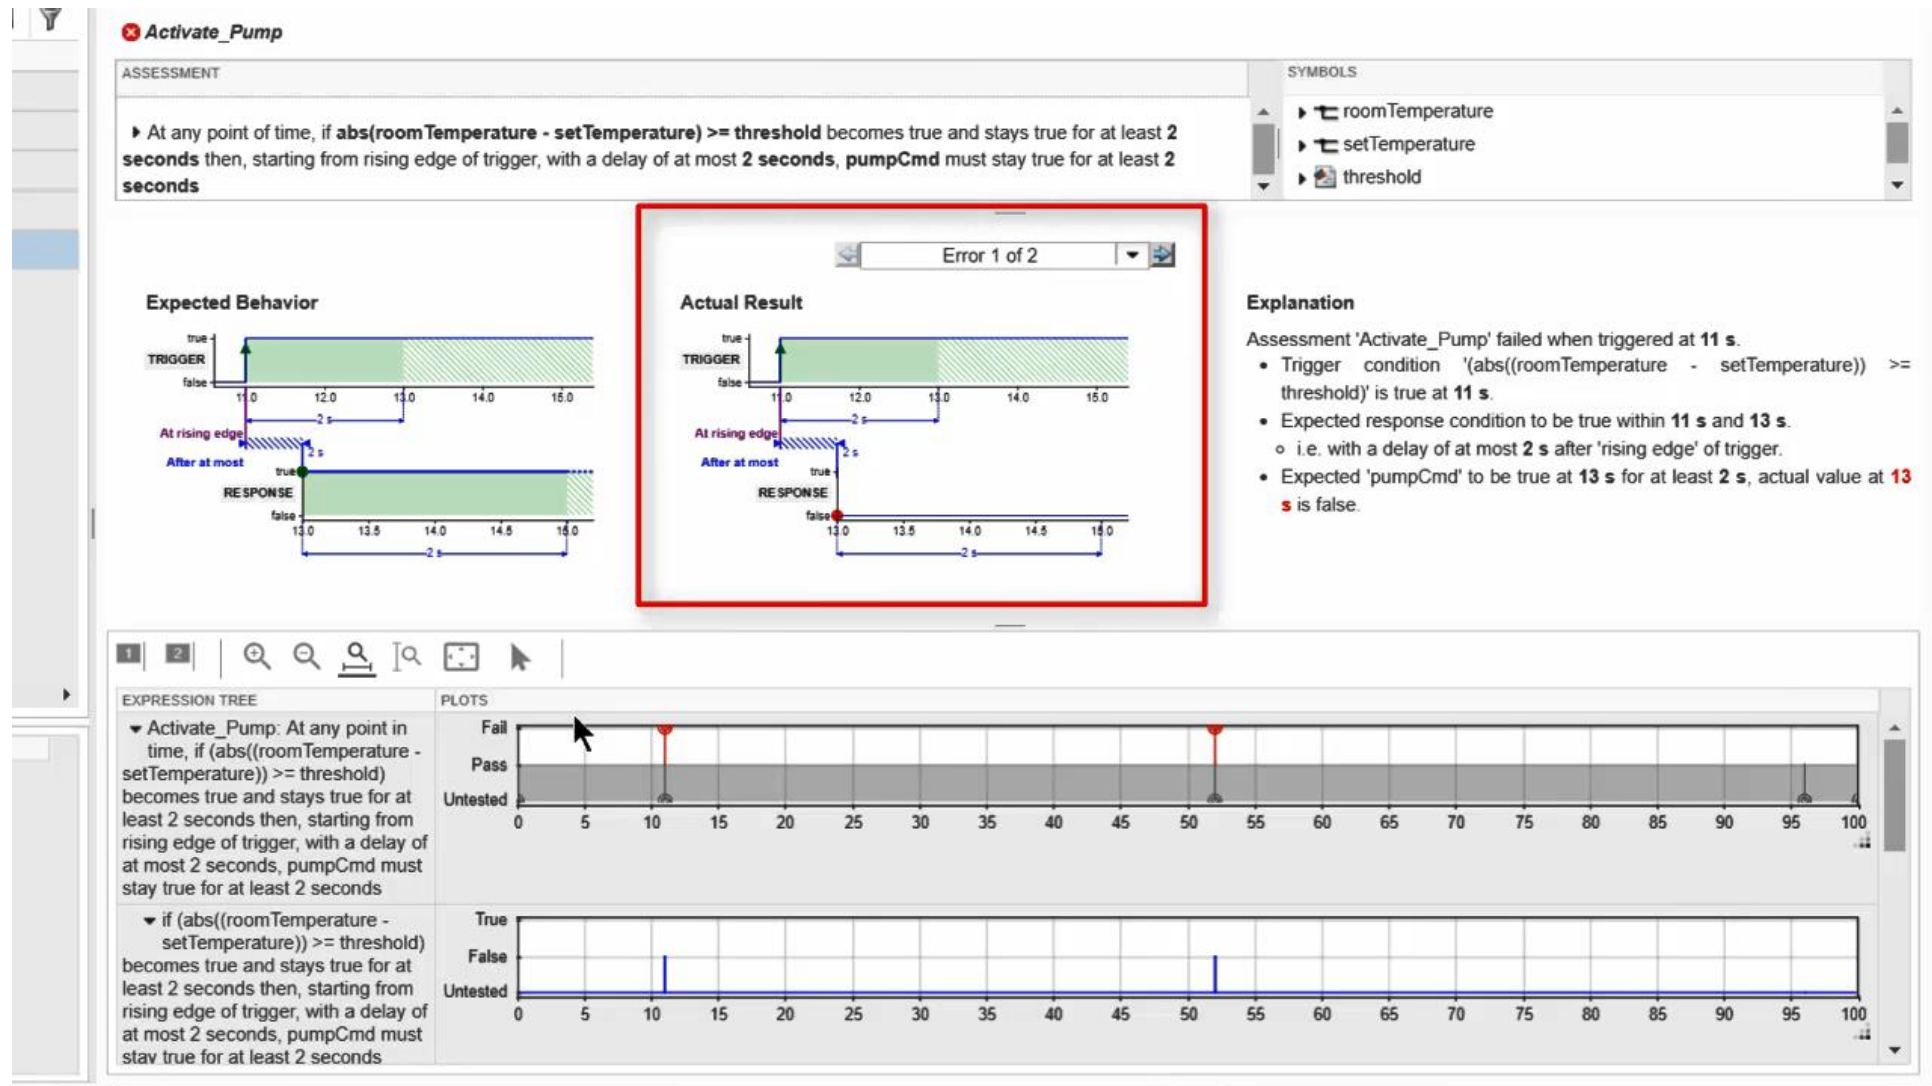 Activate_Pump
ASSESSMENT
At any point of time, if abs(roomTemperature - setTemperature) >= threshold becomes true and stays true for at least 2
seconds then, starting from rising edge of trigger, with a delay of at most 2 seconds, pumpCmd must stay true for at least 2
seconds
SYMBOLS
roomTemperature
setTemperature
threshold
Expected Behavior
true
TRIGGER
false
11.0 12.0 13.0 14.0 15.0
2 s
At rising edge
2 s
After at most
true
RESPONSE
false
13.0 13.5 14.0 14.5 15.0
2 s
Error 1 of 2
Actual Result
true
TRIGGER
false
11.0 12.0 13.0 14.0 15.0
2 s
At rising edge
2 s
After at most
true
RESPONSE
false
13.0 13.5 14.0 14.5 15.0
2 s
Explanation
Assessment 'Activate_Pump' failed when triggered at 11 s.
• Trigger condition '(abs((roomTemperature - setTemperature)) >=
threshold)' is true at 11 s.
• Expected response condition to be true within 11 s and 13 s.
i.e. with a delay of at most 2 s after 'rising edge' of trigger.
• Expected 'pumpCmd' to be true at 13 s for at least 2 s, actual value at 13
s is false.
1 2
EXPRESSION TREE
Activate_Pump: At any point in
time, if (abs((roomTemperature -
setTemperature)) >= threshold)
becomes true and stays true for at
least 2 seconds then, starting from
rising edge of trigger, with a delay of
at most 2 seconds, pumpCmd must
stay true for at least 2 seconds
PLOTS
Fail
Pass
Untested
0 5 10 15 20 25 30 35 40 45 50 55 60 65 70 75 80 85 90 95 100
if (abs((roomTemperature -
setTemperature)) >= threshold)
becomes true and stays true for at
least 2 seconds then, starting from
rising edge of trigger, with a delay of
at most 2 seconds, pumpCmd must
stay true for at least 2 seconds
True
False
Untested
0 5 10 15 20 25 30 35 40 45 50 55 60 65 70 75 80 85 90 95 100